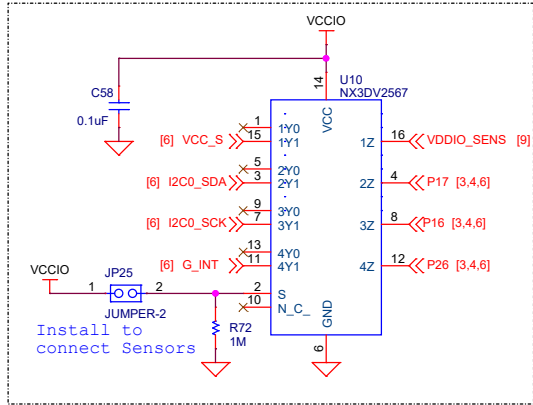 VCCIO
C58
0.1uF
14
U10
NX3DV2567
VCC
1
1Y0
[6] VCC_S
15
1Y1
1Z
16
VDDIO_SENS [9]
5
2Y0
[6] I2C0_SDA
3
2Y1
2Z
4
P17 [3,4,6]
9
3Y0
[6] I2C0_SCK
7
3Y1
3Z
8
P16 [3,4,6]
13
4Y0
[6] G_INT
11
4Y1
4Z
12
P26 [3,4,6]
VCCIO
JP25
1
2
2
S
JUMPER-2
10
N_C_
GND
Install to
connect Sensors
R72
1M
6